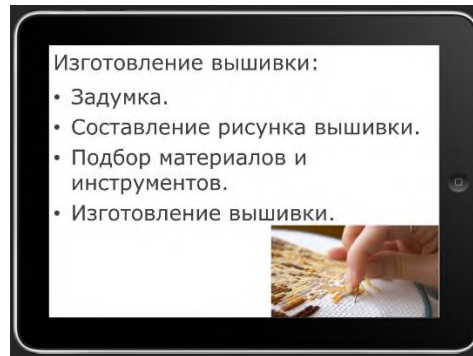 Изготовление вышивки:
• Задумка.
• Составление рисунка вышивки.
• Подбор материалов и
инструментов.
• Изготовление вышивки.